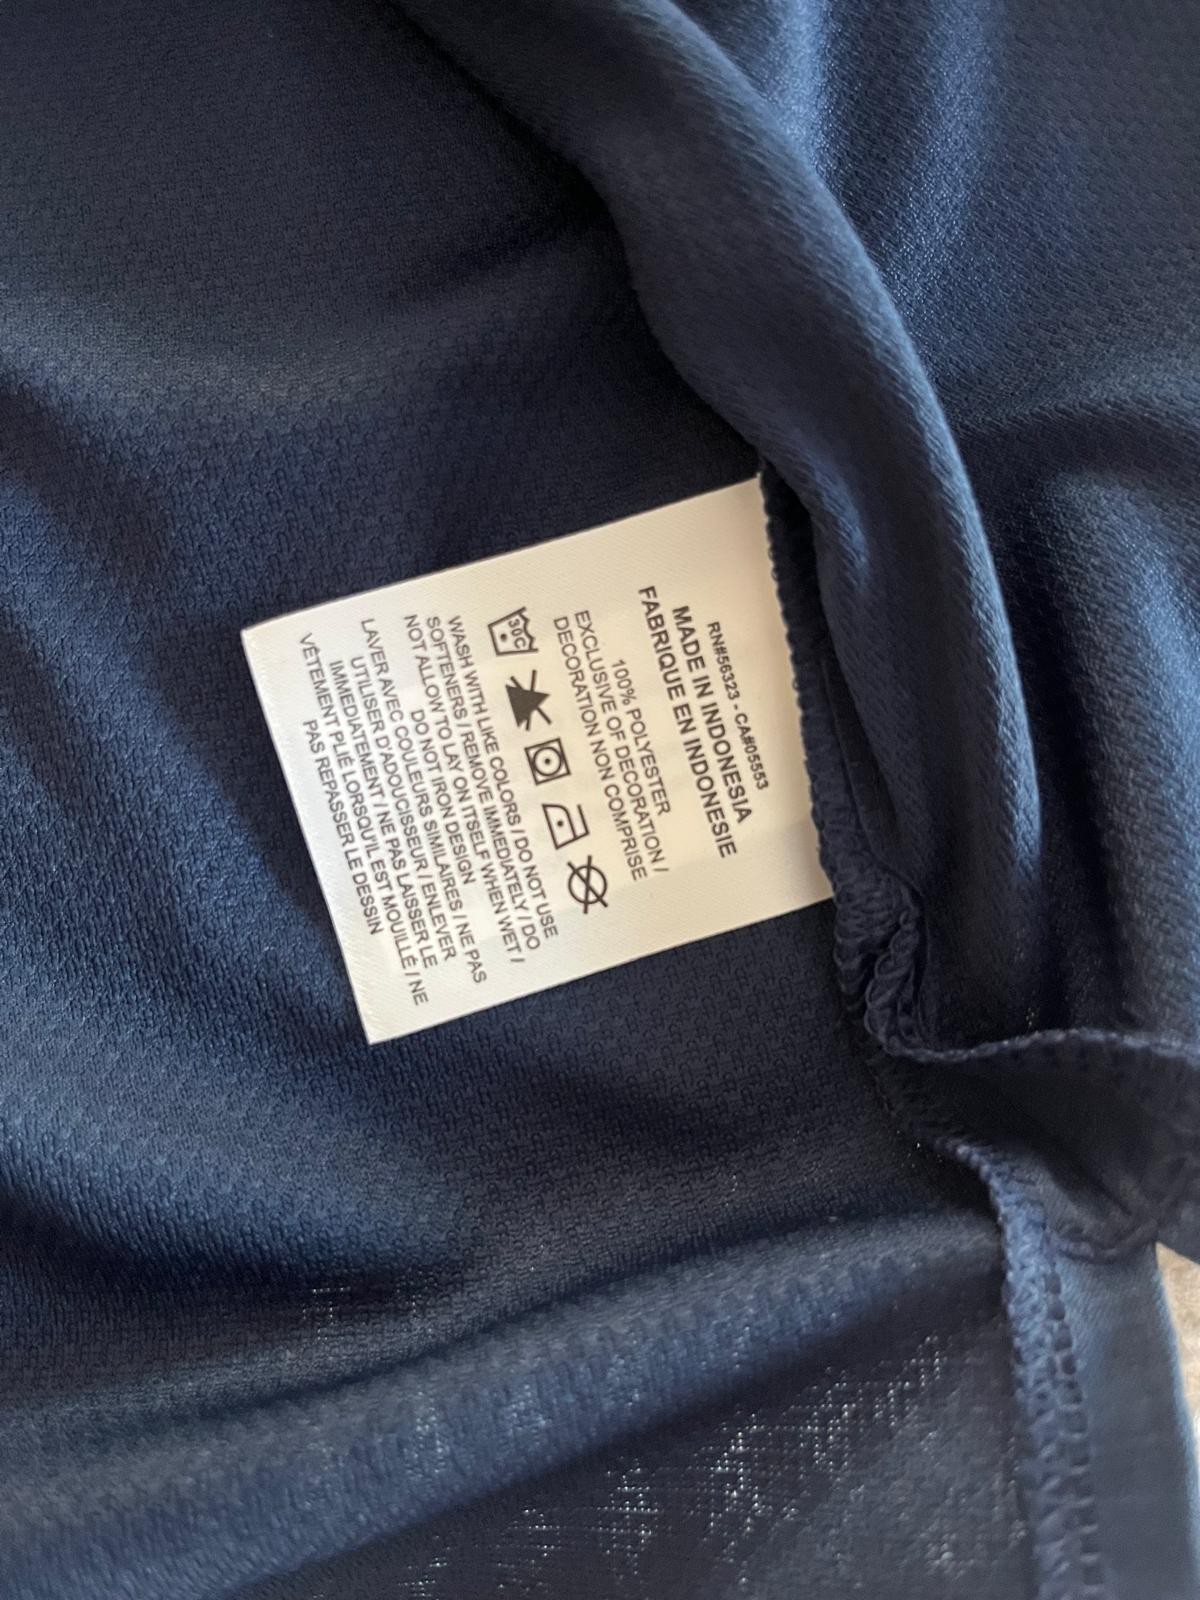 RN#56323 - CA#05553
MADE IN INDONESIA
FABRIQUE EN INDONESIE
100% POLYESTER
EXCLUSIVE OF DECORATION /
DECORATION NON COMPRISE
30C
WASH WITH LIKE COLORS / DO NOT USE
SOFTENERS / REMOVE IMMEDIATELY / DO
NOT ALLOW TO LAY ON ITSELF WHEN WET /
DO NOT IRON DESIGN
LAVER AVEC COULEURS SIMILAIRES / NE PAS
UTILISER D'ADOUCISSEUR / ENLEVER
IMMEDIATEMENT / NE PAS LAISSER LE
VÊTEMENT PLIÉ LORSQU'IL EST MOUILLÉ / NE
PAS REPASSER LE DESSIN